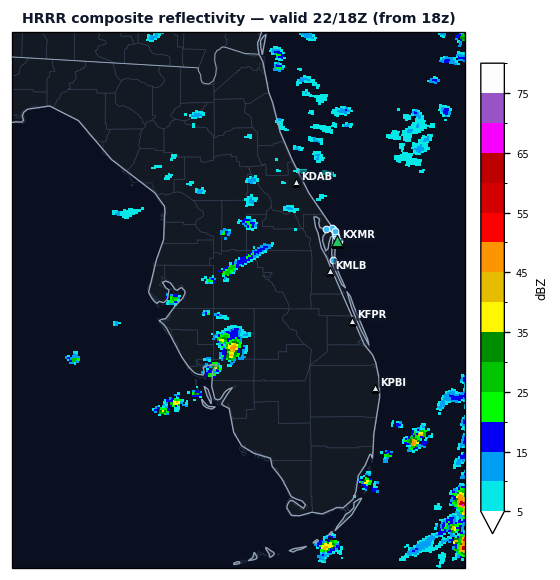 HRRR composite reflectivity — valid 22/18Z (from 18z)
KDAB
KXMR
KMLB
KFPR
KPBI
75
65
55
45
35
25
15
5
dBZ